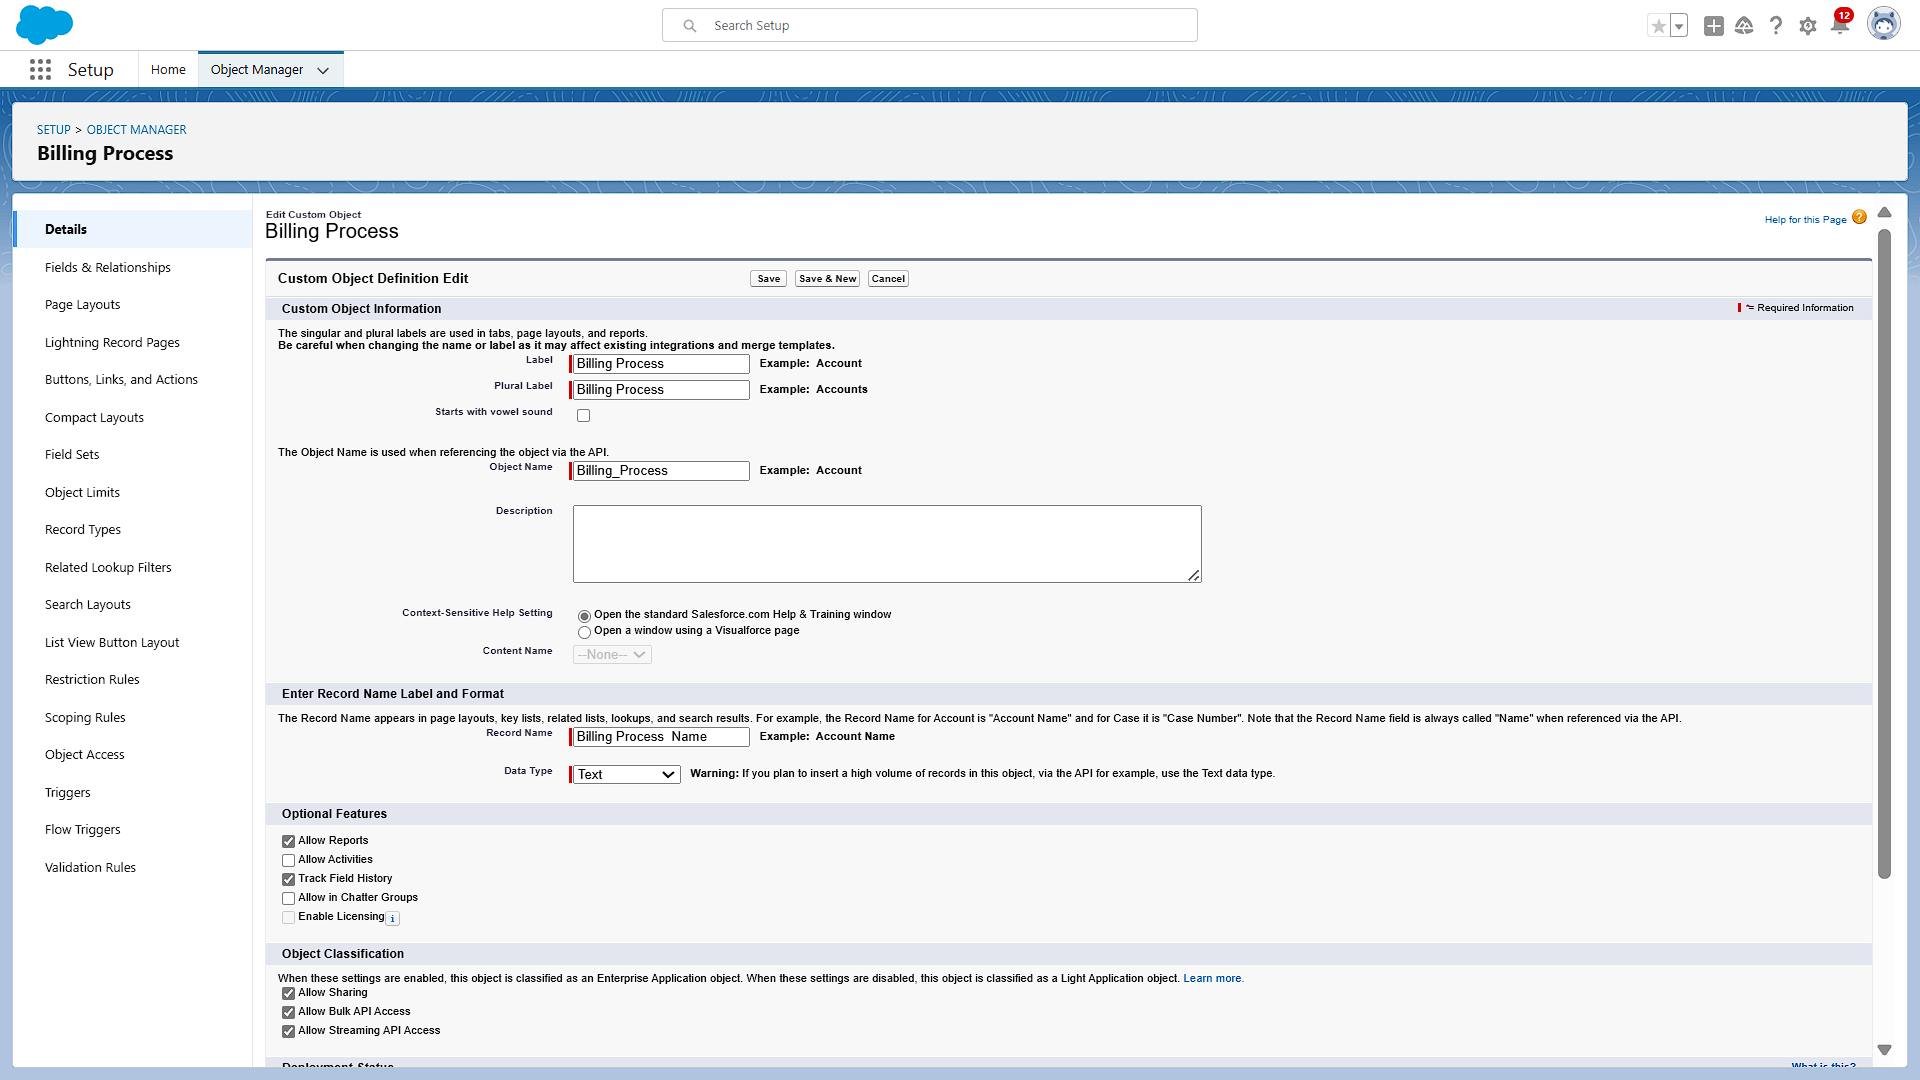 Search Setup
12
Setup
Home
Object Manager
SETUP > OBJECT MANAGER
Billing Process
Details
Fields & Relationships
Page Layouts
Lightning Record Pages
Buttons, Links, and Actions
Compact Layouts
Field Sets
Object Limits
Record Types
Related Lookup Filters
Search Layouts
List View Button Layout
Restriction Rules
Scoping Rules
Object Access
Triggers
Flow Triggers
Validation Rules
Edit Custom Object
Billing Process
Help for this Page ?
Custom Object Definition Edit
Save
Save & New
Cancel
Custom Object Information
= Required Information
The singular and plural labels are used in tabs, page layouts, and reports.
Be careful when changing the name or label as it may affect existing integrations and merge templates.
Label
Billing Process
Example: Account
Plural Label
Billing Process
Example: Accounts
Starts with vowel sound
The Object Name is used when referencing the object via the API.
Object Name
Billing_Process
Example: Account
Description
Context-Sensitive Help Setting
Open the standard Salesforce.com Help & Training window
Open a window using a Visualforce page
Content Name
--None--
Enter Record Name Label and Format
The Record Name appears in page layouts, key lists, related lists, lookups, and search results. For example, the Record Name for Account is "Account Name" and for Case it is "Case Number". Note that the Record Name field is always called "Name" when referenced via the API.
Record Name
Billing Process  Name
Example: Account Name
Data Type
Text
Warning: If you plan to insert a high volume of records in this object, via the API for example, use the Text data type.
Optional Features
Allow Reports
Allow Activities
Track Field History
Allow in Chatter Groups
Enable Licensing i
Object Classification
When these settings are enabled, this object is classified as an Enterprise Application object. When these settings are disabled, this object is classified as a Light Application object. Learn more.
Allow Sharing
Allow Bulk API Access
Allow Streaming API Access
Deployment Status
What is this?